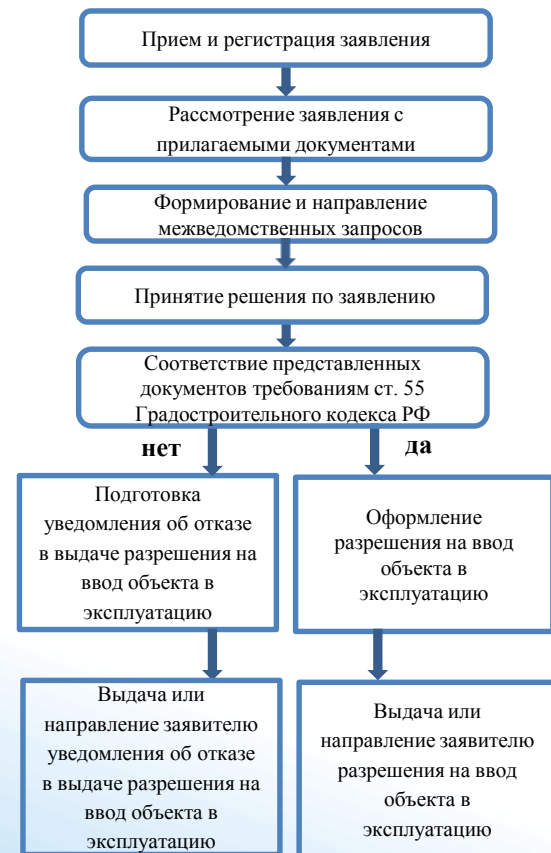 Прием и регистрация заявления
Рассмотрение заявления с
прилагаемыми документами
Формирование и направление
межведомственных запросов
Принятие решения по заявлению
Соответствие представленных
документов требованиям ст. 55
Градостроительного кодекса РФ
нет
да
Подготовка
уведомления об отказе
в выдаче разрешения на
ввод объекта в
эксплуатацию
Оформление
разрешения на ввод
объекта в
эксплуатацию
Выдача или
направление заявителю
уведомления об отказе
в выдаче разрешения на
ввод объекта в
эксплуатацию
Выдача или
направление заявителю
разрешения на ввод
объекта в
эксплуатацию